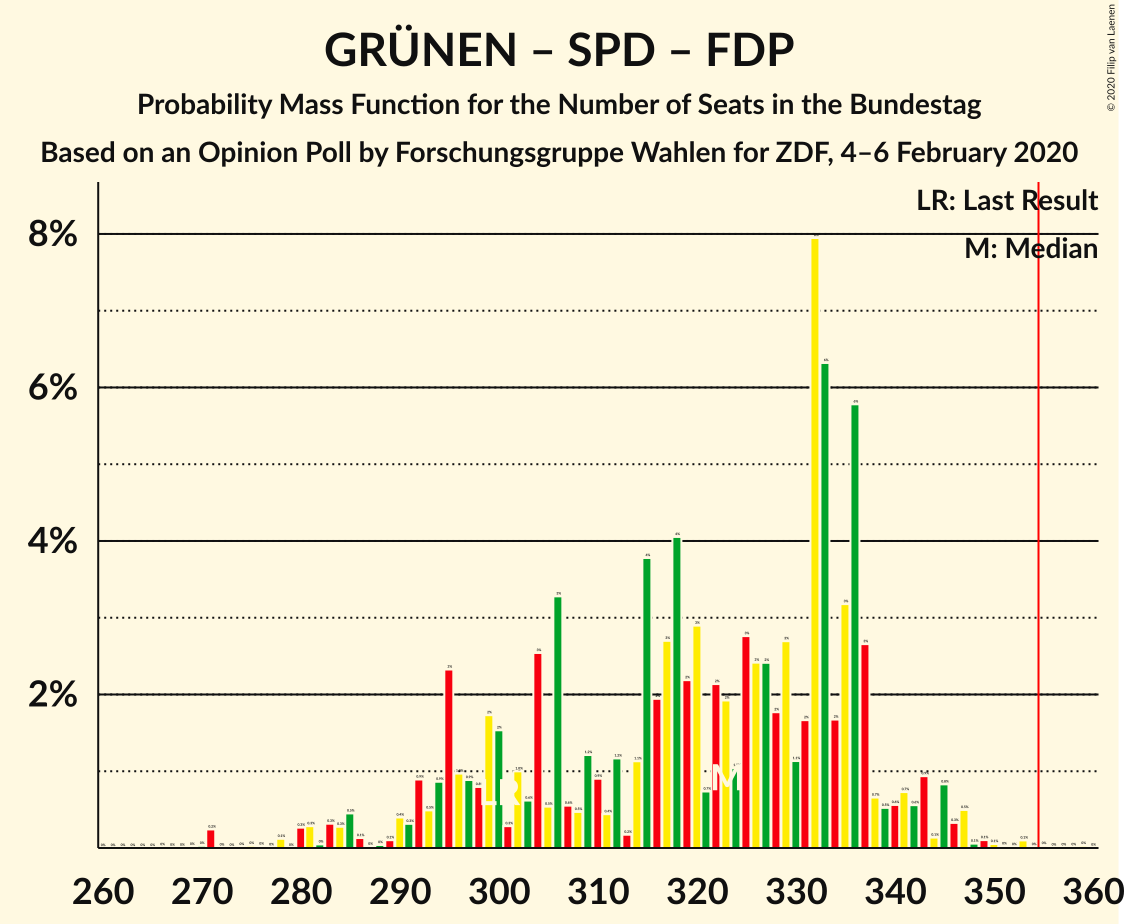 GRÜNEN – SPD – FDP
Probability Mass Function for the Number of Seats in the Bundestag
Based on an Opinion Poll by Forschungsgruppe Wahlen for ZDF, 4–6 February 2020
© 2020 Filip van Laenen
LR: Last Result
M: Median
8%
6%
4%
2%
LR
M
260 270 280 290 300 310 320 330 340 350 360